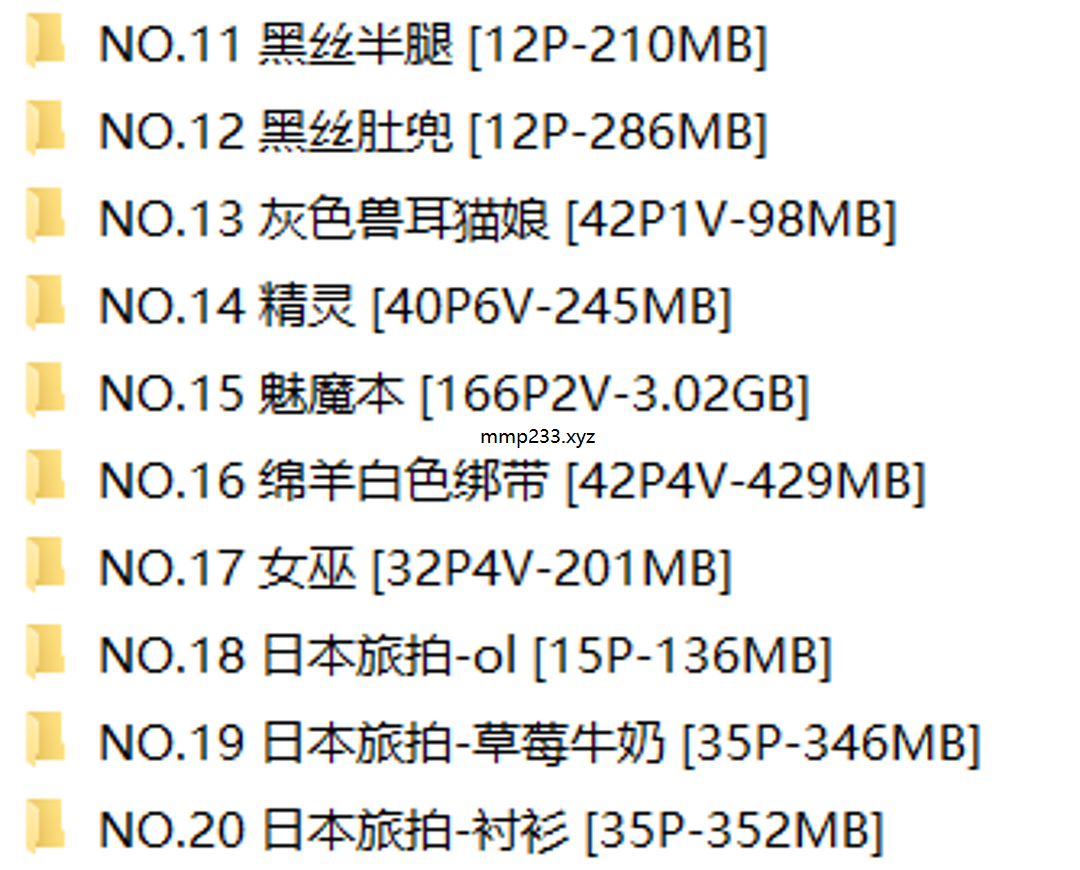 NO.11 黑丝半腿 [12P-210MB]
NO.12 黑丝肚兜 [12P-286MB]
NO.13 灰色兽耳猫娘 [42P1V-98MB]
NO.14 精灵 [40P6V-245MB]
NO.15 魅魔本 [166P2V-3.02GB]
mmp233.xyz
NO.16 绵羊白色绑带 [42P4V-429MB]
NO.17 女巫 [32P4V-201MB]
NO.18 日本旅拍-ol [15P-136MB]
NO.19 日本旅拍-草莓牛奶 [35P-346MB]
NO.20 日本旅拍-衬衫 [35P-352MB]